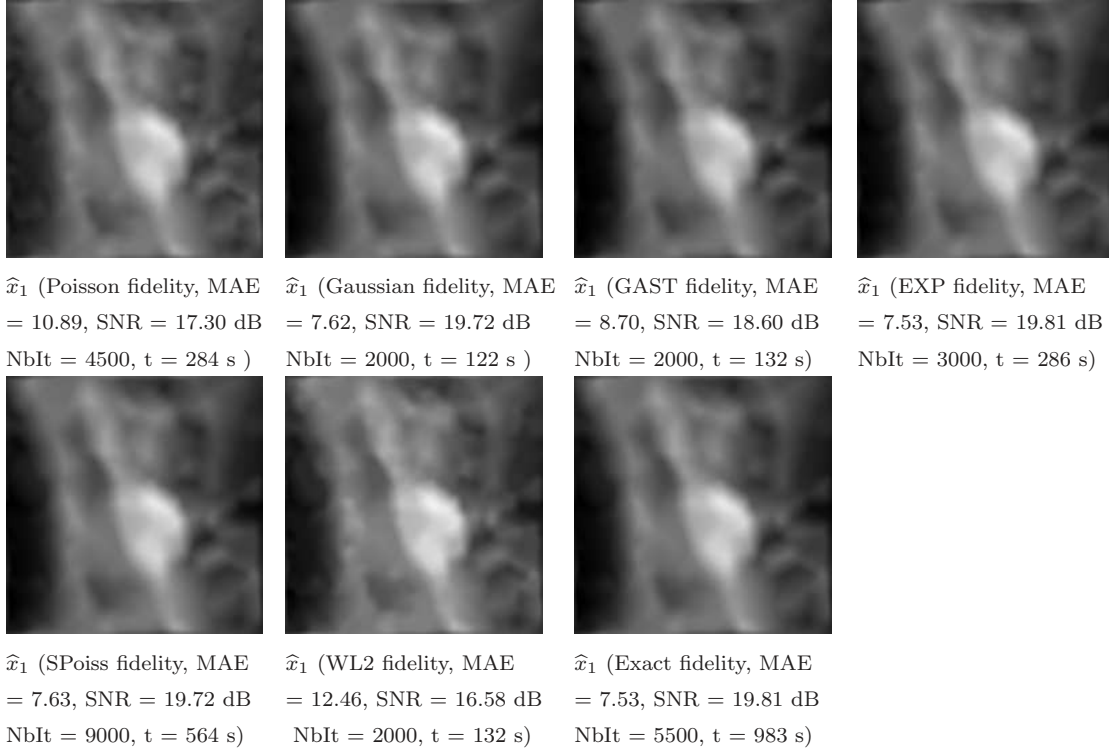 x̂₁ (Poisson fidelity, MAE
= 10.89, SNR = 17.30 dB
NbIt = 4500, t = 284 s )
x̂₁ (Gaussian fidelity, MAE
= 7.62, SNR = 19.72 dB
NbIt = 2000, t = 122 s )
x̂₁ (GAST fidelity, MAE
= 8.70, SNR = 18.60 dB
NbIt = 2000, t = 132 s)
x̂₁ (EXP fidelity, MAE
= 7.53, SNR = 19.81 dB
NbIt = 3000, t = 286 s)
x̂₁ (SPoiss fidelity, MAE
= 7.63, SNR = 19.72 dB
NbIt = 9000, t = 564 s)
x̂₁ (WL2 fidelity, MAE
= 12.46, SNR = 16.58 dB
NbIt = 2000, t = 132 s)
x̂₁ (Exact fidelity, MAE
= 7.53, SNR = 19.81 dB
NbIt = 5500, t = 983 s)